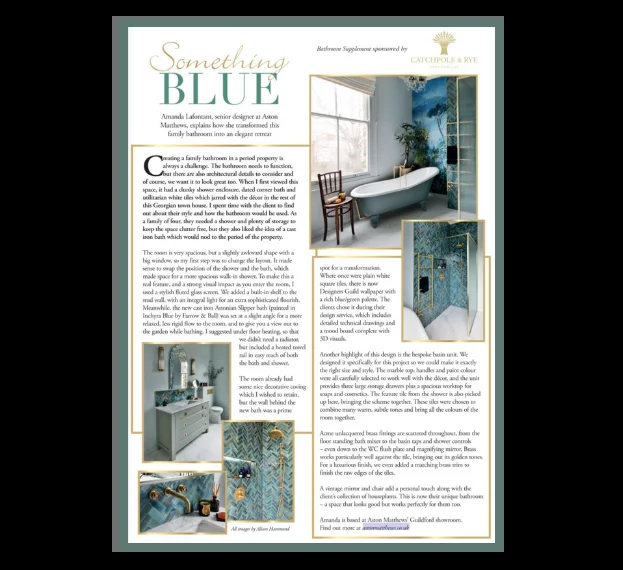 Something
BLUE
Amanda Lafontant, senior designer at Aston
Matthews, explains how she transformed this
family bathroom into an elegant retreat
Bathroom Supplement sponsored by
CATCHPOLE & RYE
Creating a family bathroom in a period property is
always a challenge. The bathroom needs to function,
but there are also architectural details to consider and
of course, we want it to look great too. When I first viewed this
space, it had a clunky shower enclosure, dated corner bath and
utilitarian white tiles which jarred with the décor in the rest of
this Georgian town house. I spent time with the client to find
out about their style and how the bathroom would be used. As
a family of four, they needed a shower and plenty of storage to
keep the space clutter free, but they also liked the idea of a cast
iron bath which would nod to the period of the property.
The room is very spacious, but a slightly awkward shape with a
big window, so my first step was to change the layout. It made
sense to swap the position of the shower and the bath, which
made space for a more spacious walk-in shower. To make this a
real feature, and a strong visual impact as you enter the room, I
used a stylish fluted glass screen. We added a built-in shelf to the
stud wall, with an integral light for an extra sophisticated flourish.
Meanwhile, the new cast iron Astonian Slipper bath (painted in
Inchyra Blue by Farrow & Ball) was set at a slight angle for a more
relaxed, less rigid flow to the room, and to give you a view out to
the garden while bathing. I suggested under floor heating, so that
we didn't need a radiator,
but included a heated towel
rail in easy reach of both
the bath and shower.
The room already had
some nice decorative coving
which I wished to retain,
but the wall behind the
new bath was a prime
spot for a transformation.
Where once were plain white
square tiles, there is now
Designers Guild wallpaper with
a rich blue/green palette. The
clients chose it during their
design service, which includes
detailed technical drawings and
a mood board complete with
3D visuals.
Another highlight of this design is the bespoke basin unit. We
designed it specifically for this project so we could make it exactly
the right size and style. The marble top, handles and paint colour
were all carefully selected to work well with the décor, and the unit
provides three large storage drawers plus a spacious worktop for
soaps and cosmetics. The feature tile from the shower is also picked
up here, bringing the scheme together. These tiles were chosen to
combine many warm, subtle tones and bring all the colours of the
room together.
Aston unlacquered brass fittings are scattered throughout, from the
floor standing bath mixer to the basin taps and shower controls
– even down to the WC flush plate and magnifying mirror. Brass
works particularly well against the tile, bringing out its golden tones.
For a luxurious finish, we even added a matching brass trim to
finish the raw edges of the tiles.
A vintage mirror and chair add a personal touch along with the
client's collection of houseplants. This is now their unique bathroom
– a space that looks good but works perfectly for them too.
Amanda is based at Aston Matthews' Guildford showroom.
Find out more at astonmatthews.co.uk
All images by Alison Hammond